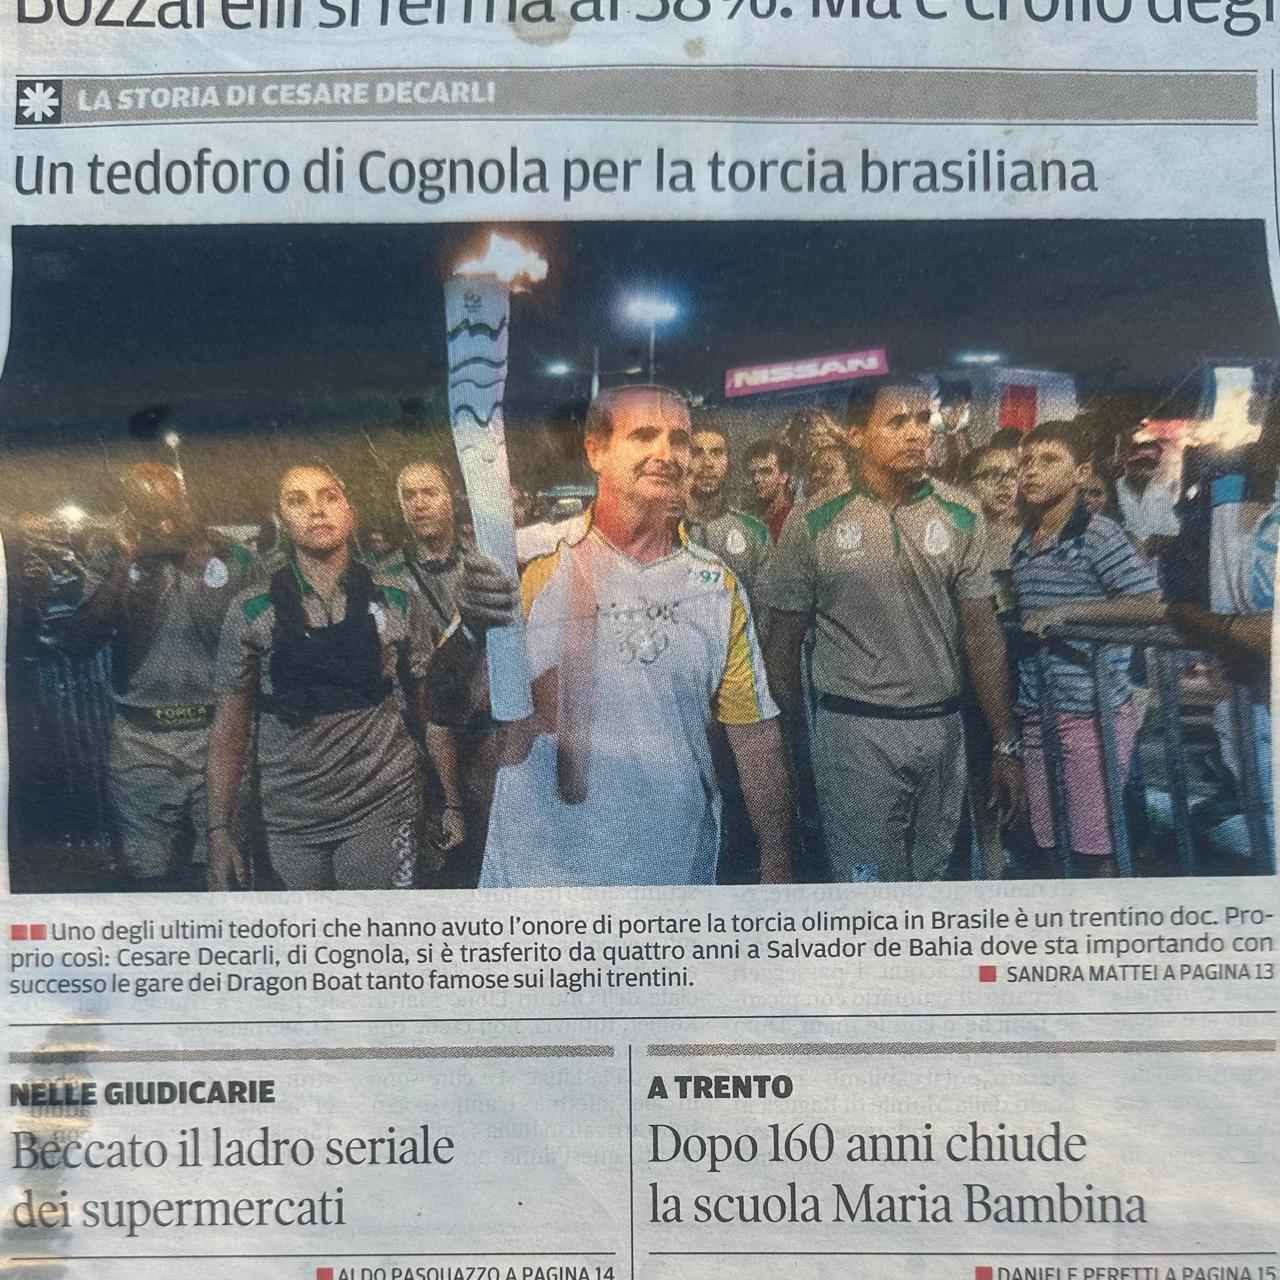 Bozzarelli si ferma al 38%. Ma è crollo degl
LA STORIA DI CESARE DECARLI
Un tedoforo di Cognola per la torcia brasiliana
NISSAN
97
FORÇA
Uno degli ultimi tedofori che hanno avuto l'onore di portare la torcia olimpica in Brasile è un trentino doc. Pro-
prio così: Cesare Decarli, di Cognola, si è trasferito da quattro anni a Salvador de Bahia dove sta importando con
successo le gare dei Dragon Boat tanto famose sui laghi trentini.
SANDRA MATTEI A PAGINA 13
NELLE GIUDICARIE
Beccato il ladro seriale
dei supermercati
ALDO PASQUAZZO A PAGINA 14
A TRENTO
Dopo 160 anni chiude
la scuola Maria Bambina
DANIELE PERETTI A PAGINA 15